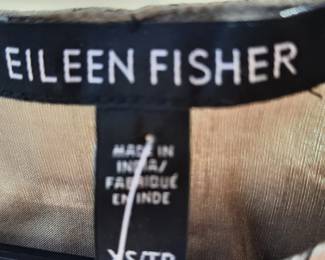 EILEEN FISHER
MADE IN
INDIA/
FABRIQUÉ
EN INDE
XS/TP